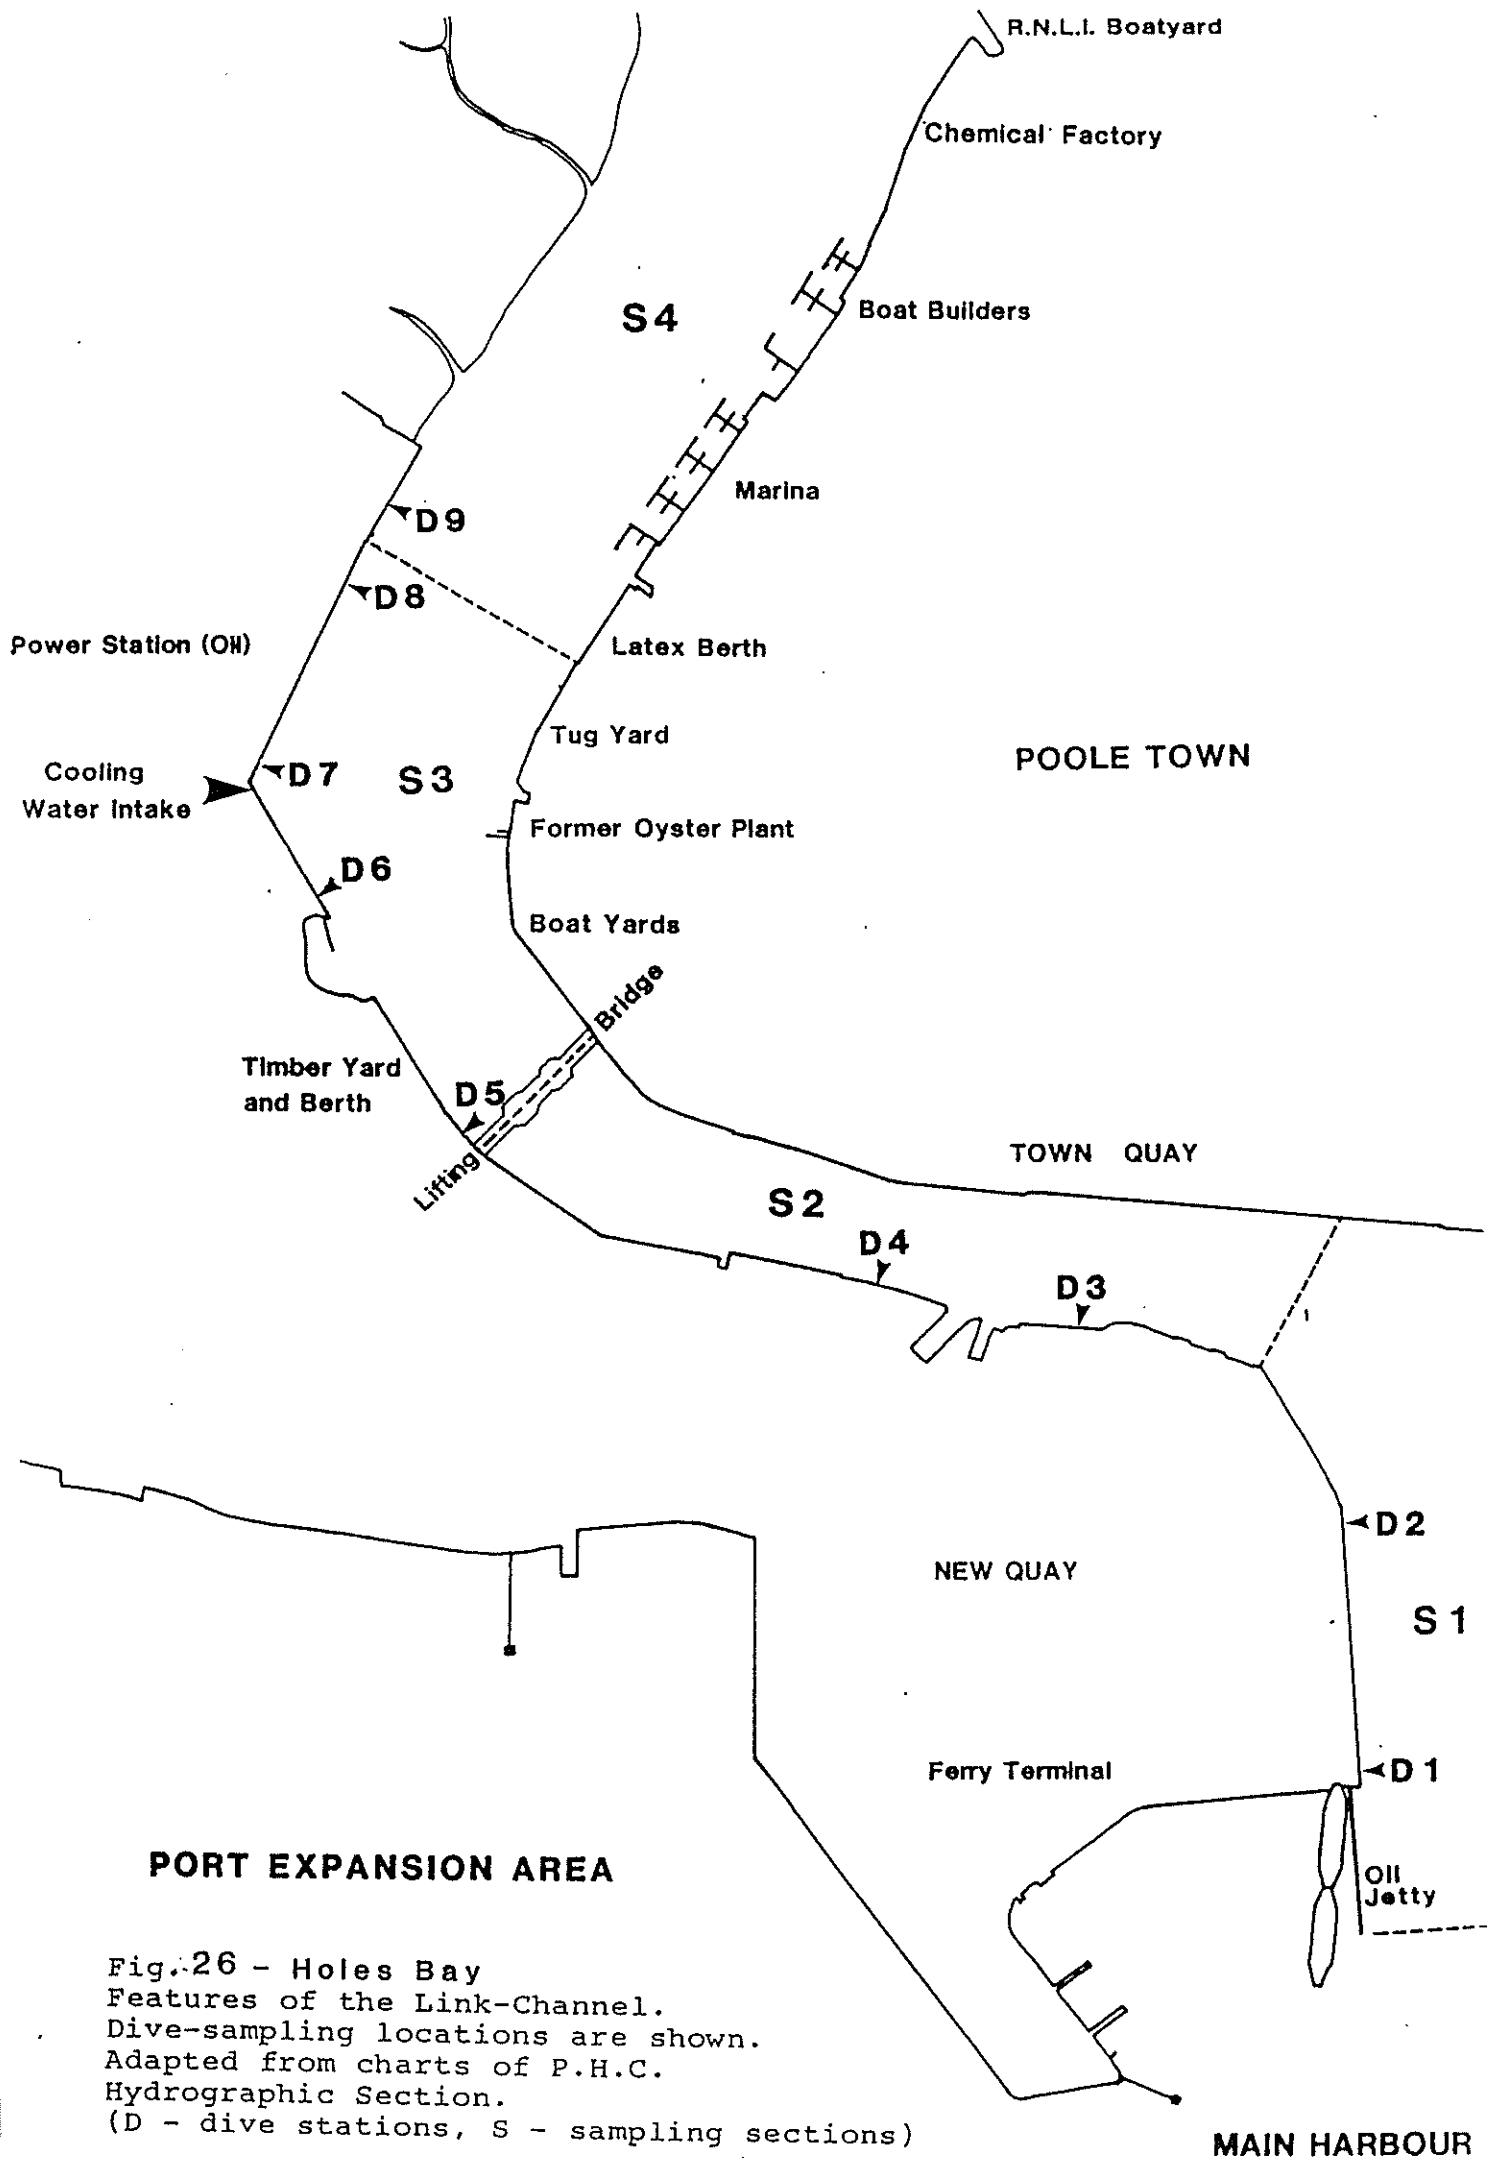 R.N.L.I. Boatyard
Chemical Factory
S4
Boat Builders
Marina
D9
D8
Power Station (Oil)
Latex Berth
Tug Yard
POOLE TOWN
Cooling
Water Intake
D7
S3
Former Oyster Plant
D6
Boat Yards
Lifting Bridge
Timber Yard
and Berth
D5
TOWN QUAY
S2
D4
D3
D2
NEW QUAY
S1
Ferry Terminal
D1
PORT EXPANSION AREA
Oil
Jetty
Fig. 26 - Holes Bay
Features of the Link-Channel.
Dive-sampling locations are shown.
Adapted from charts of P.H.C.
Hydrographic Section.
(D - dive stations, S - sampling sections)
MAIN HARBOUR